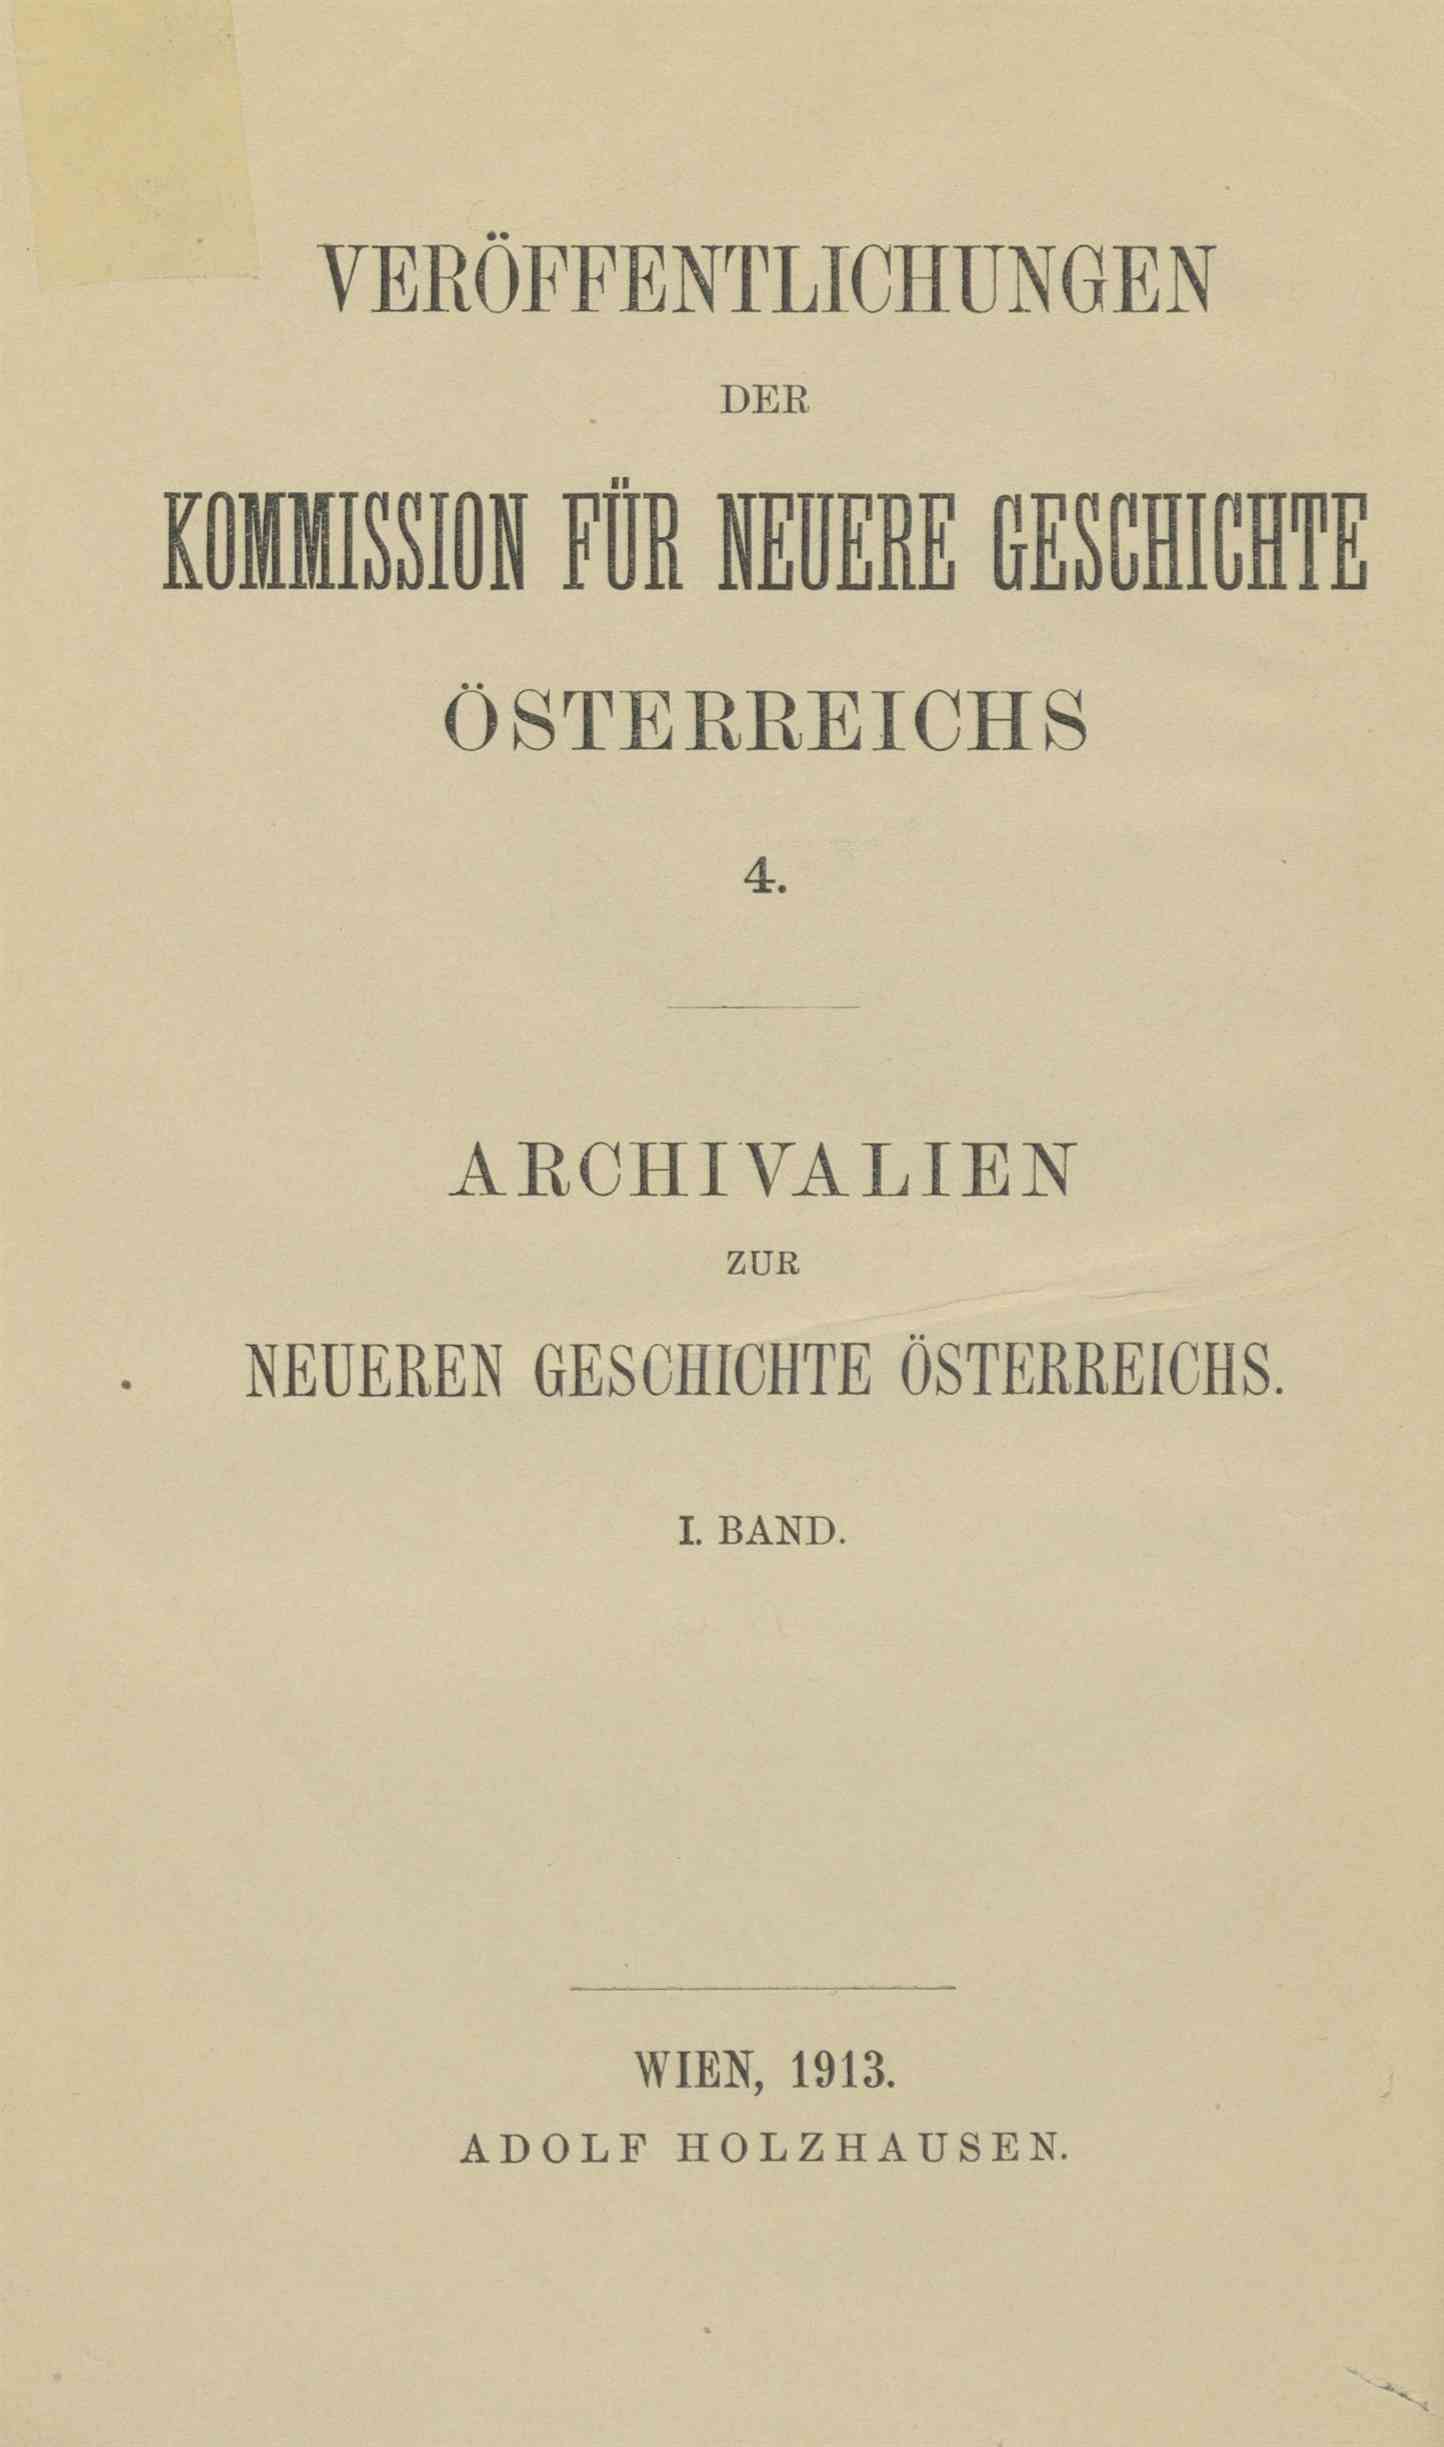 VERÖFFENTLICHUNGEN
DER
KOMMISSION FÜR NEUERE GESCHICHTE
ÖSTERREICHS
4.
ARCHIVALIEN
ZUR
NEUEREN GESCHICHTE ÖSTERREICHS.
I. BAND.
WIEN, 1913.
ADOLF HOLZHAUSEN.